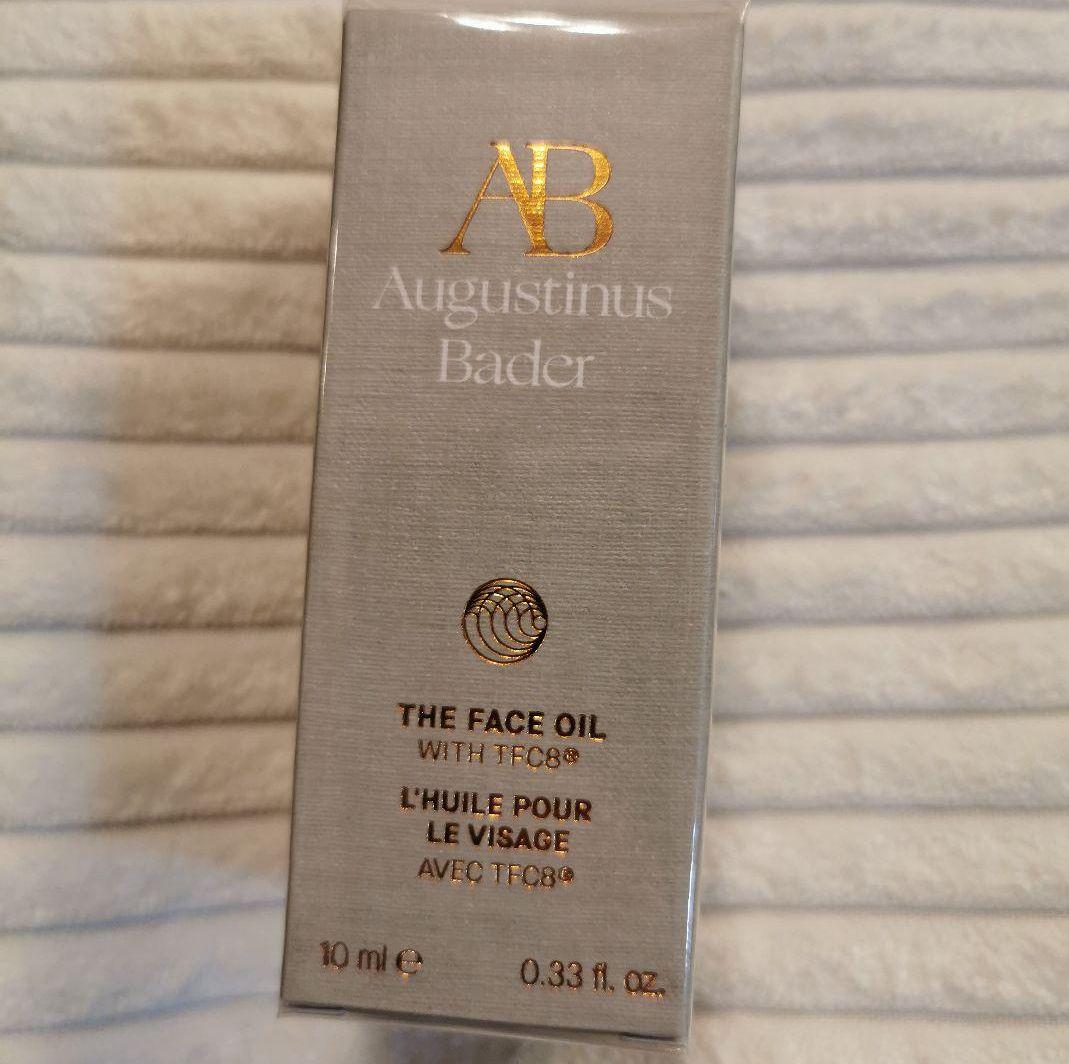 AB
Augustinus
Bader
THE FACE OIL
WITH TFC8®
L'HUILE POUR
LE VISAGE
AVEC TFC8®
10 ml ℮
0.33 fl. oz.